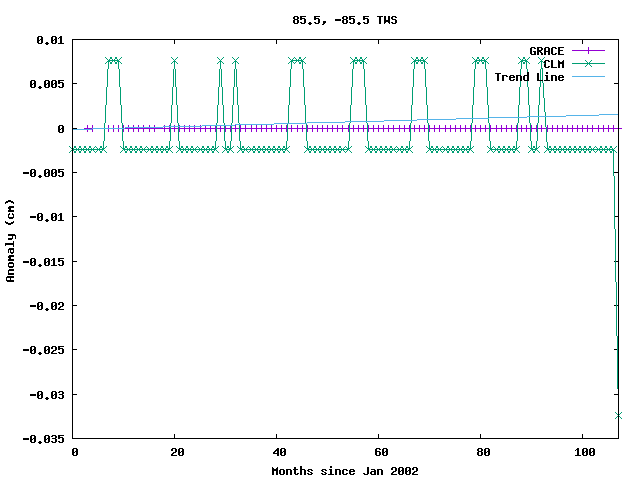 85.5, -85.5 TWS
0.01
0.005
0
-0.005
-0.01
-0.015
-0.02
-0.025
-0.03
-0.035
Anomaly (cm)
GRACE
CLM
Trend Line
0 20 40 60 80 100
Months since Jan 2002